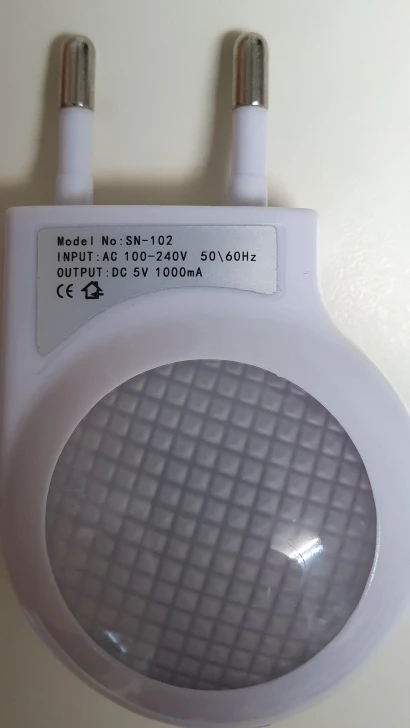 Model No:SN-102
INPUT:AC 100-240V 50\60Hz
OUTPUT:DC 5V 1000mA
CE